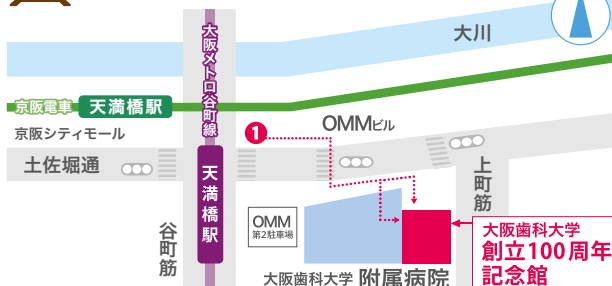 大川
大阪メトロ谷町線
京阪電車 天満橋駅
京阪シティモール
1
OMMビル
土佐堀通
天満橋駅
上町筋
谷町筋
OMM
第2駐車場
大阪歯科大学 附属病院
大阪歯科大学
創立100周年
記念館